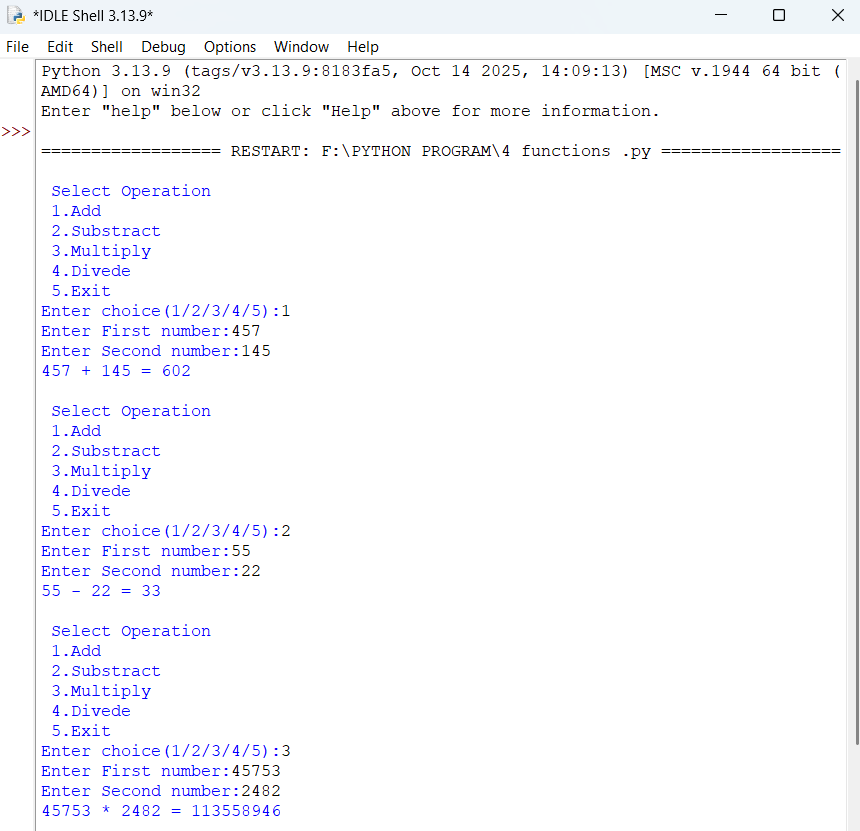 *IDLE Shell 3.13.9*
File Edit Shell Debug Options Window Help
Python 3.13.9 (tags/v3.13.9:8183fa5, Oct 14 2025, 14:09:13) [MSC v.1944 64 bit (
AMD64)] on win32
Enter "help" below or click "Help" above for more information.
>>>
================== RESTART: F:\PYTHON PROGRAM\4 functions .py ==================
Select Operation
1.Add
2.Substract
3.Multiply
4.Divede
5.Exit
Enter choice(1/2/3/4/5):1
Enter First number:457
Enter Second number:145
457 + 145 = 602
Select Operation
1.Add
2.Substract
3.Multiply
4.Divede
5.Exit
Enter choice(1/2/3/4/5):2
Enter First number:55
Enter Second number:22
55 - 22 = 33
Select Operation
1.Add
2.Substract
3.Multiply
4.Divede
5.Exit
Enter choice(1/2/3/4/5):3
Enter First number:45753
Enter Second number:2482
45753 * 2482 = 113558946